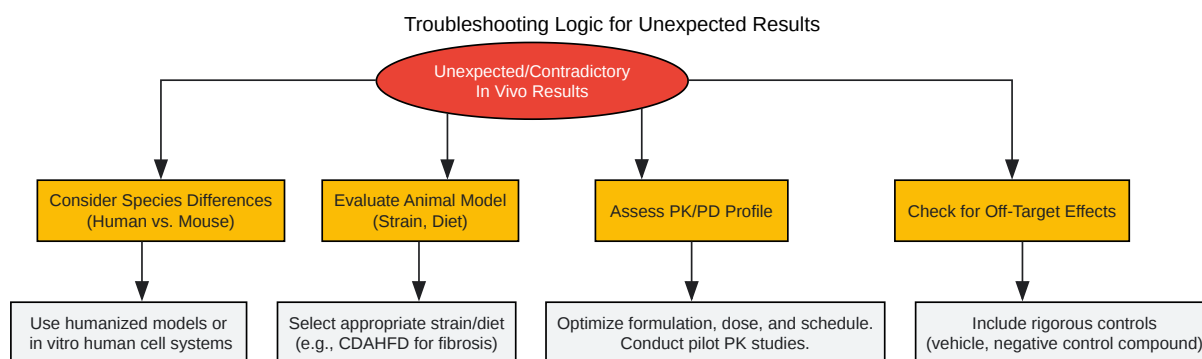 Troubleshooting Logic for Unexpected Results
Unexpected/Contradictory
In Vivo Results
Consider Species Differences
(Human vs. Mouse)
Evaluate Animal Model
(Strain, Diet)
Assess PK/PD Profile
Check for Off-Target Effects
Use humanized models or
in vitro human cell systems
Select appropriate strain/diet
(e.g., CDAHFD for fibrosis)
Optimize formulation, dose, and schedule.
Conduct pilot PK studies.
Include rigorous controls
(vehicle, negative control compound)